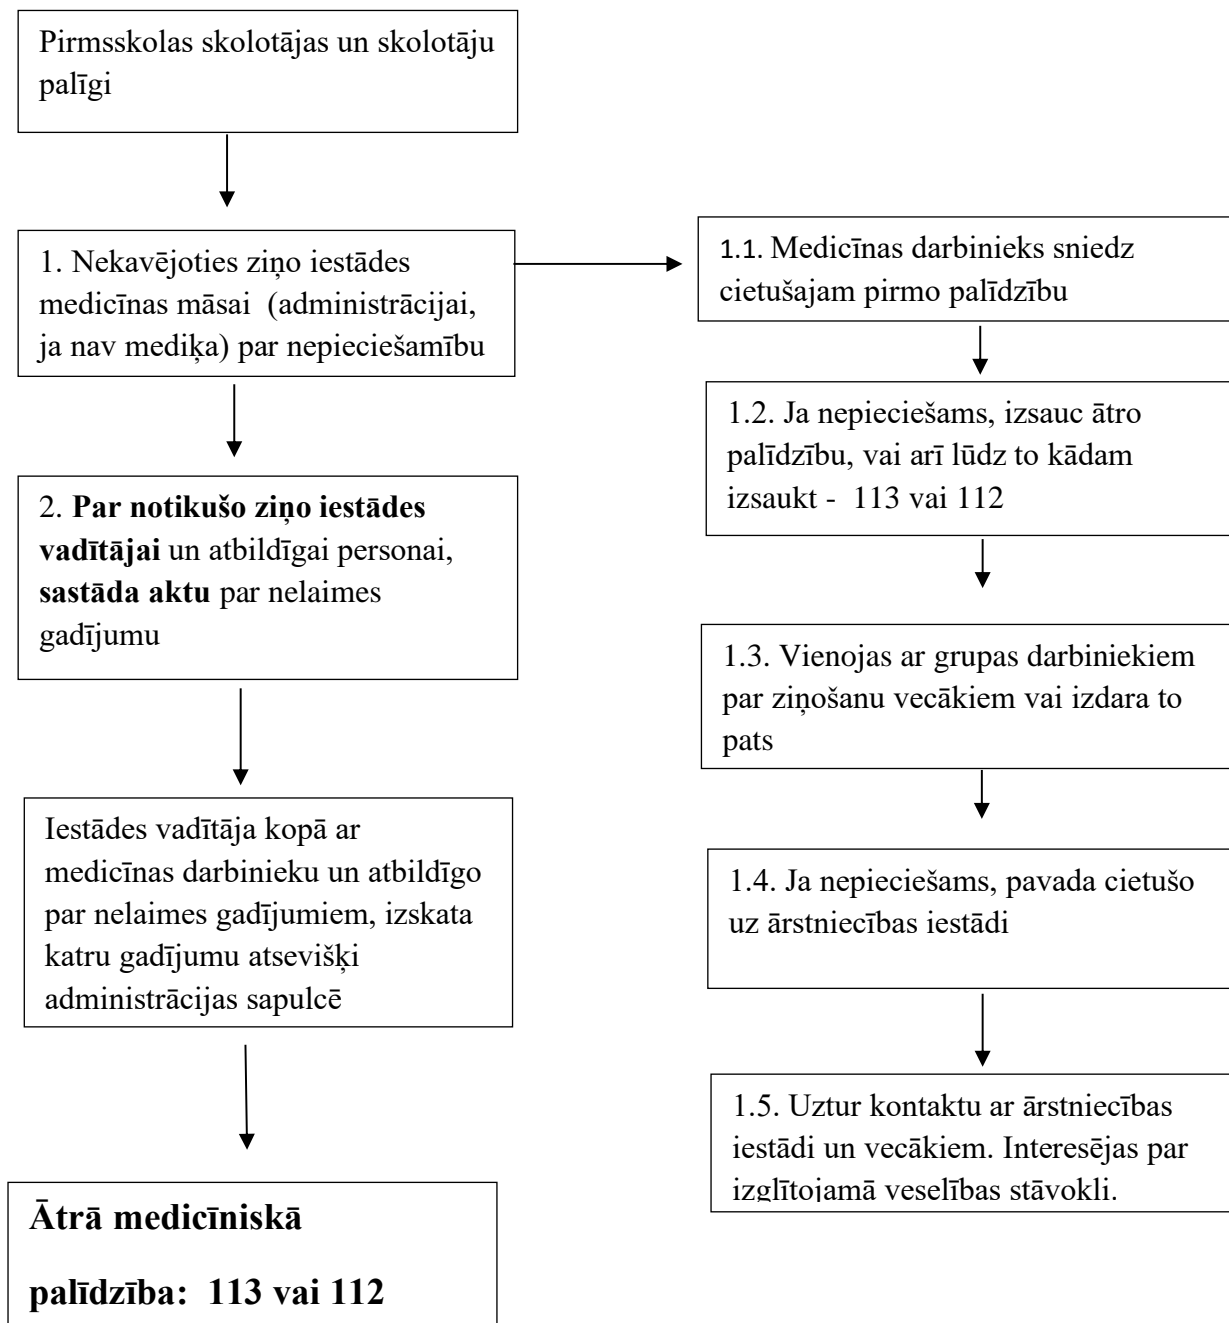 Pirmsskolas skolotājas un skolotāju
palīgi
1. Nekavējoties ziņo iestādes
medicīnas māsai (administrācijai,
ja nav mediķa) par nepieciešamību
2. Par notikušo ziņo iestādes
vadītājai un atbildīgai personai,
sastāda aktu par nelaimes
gadījumu
Iestādes vadītāja kopā ar
medicīnas darbinieku un atbildīgo
par nelaimes gadījumiem, izskata
katru gadījumu atsevišķi
administrācijas sapulcē
Ātrā medicīniskā
palīdzība: 113 vai 112
1.1. Medicīnas darbinieks sniedz
cietušajam pirmo palīdzību
1.2. Ja nepieciešams, izsauc ātro
palīdzību, vai arī lūdz to kādam
izsaukt - 113 vai 112
1.3. Vienojas ar grupas darbiniekiem
par ziņošanu vecākiem vai izdara to
pats
1.4. Ja nepieciešams, pavada cietušo
uz ārstniecības iestādi
1.5. Uztur kontaktu ar ārstniecības
iestādi un vecākiem. Interesējas par
izglītojamā veselības stāvokli.